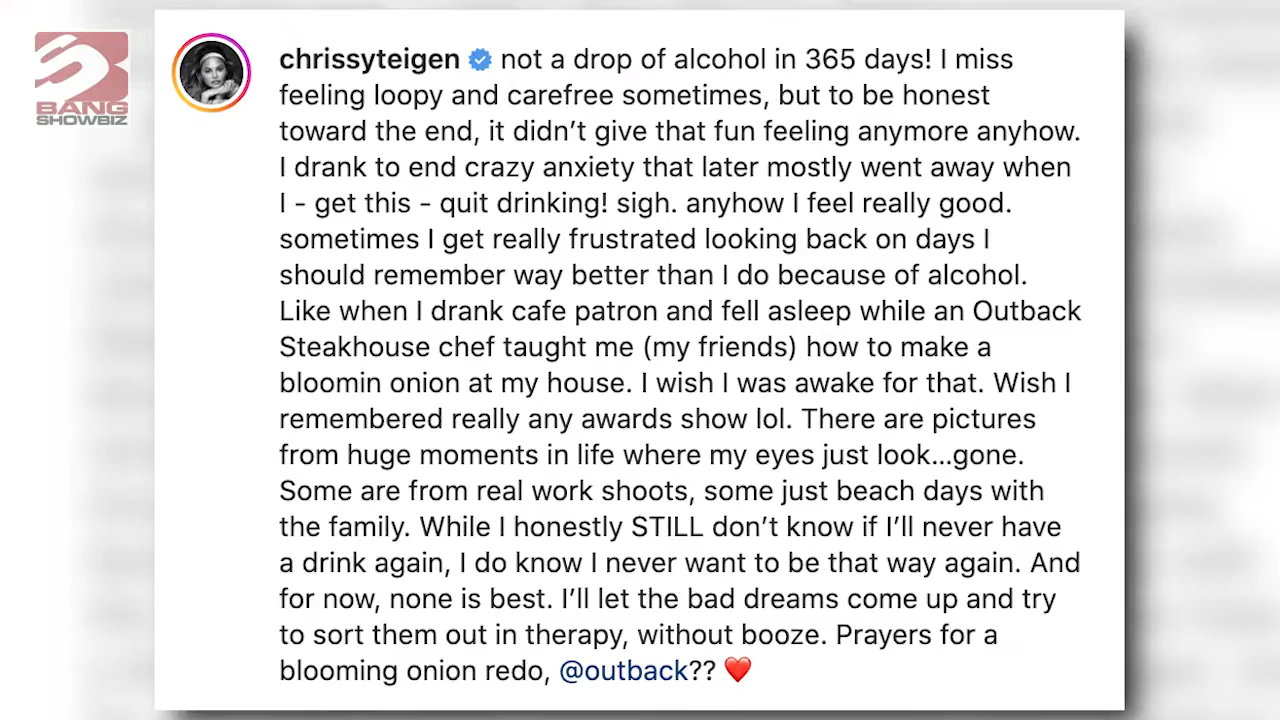 BANG
SHOWBIZ
chrissyteigen not a drop of alcohol in 365 days! I miss
feeling loopy and carefree sometimes, but to be honest
toward the end, it didn’t give that fun feeling anymore anyhow.
I drank to end crazy anxiety that later mostly went away when
I - get this - quit drinking! sigh. anyhow I feel really good.
sometimes I get really frustrated looking back on days I
should remember way better than I do because of alcohol.
Like when I drank cafe patron and fell asleep while an Outback
Steakhouse chef taught me (my friends) how to make a
bloomin onion at my house. I wish I was awake for that. Wish I
remembered really any awards show lol. There are pictures
from huge moments in life where my eyes just look...gone.
Some are from real work shoots, some just beach days with
the family. While I honestly STILL don’t know if I’ll never have
a drink again, I do know I never want to be that way again. And
for now, none is best. I’ll let the bad dreams come up and try
to sort them out in therapy, without booze. Prayers for a
blooming onion redo, @outback?? ❤️